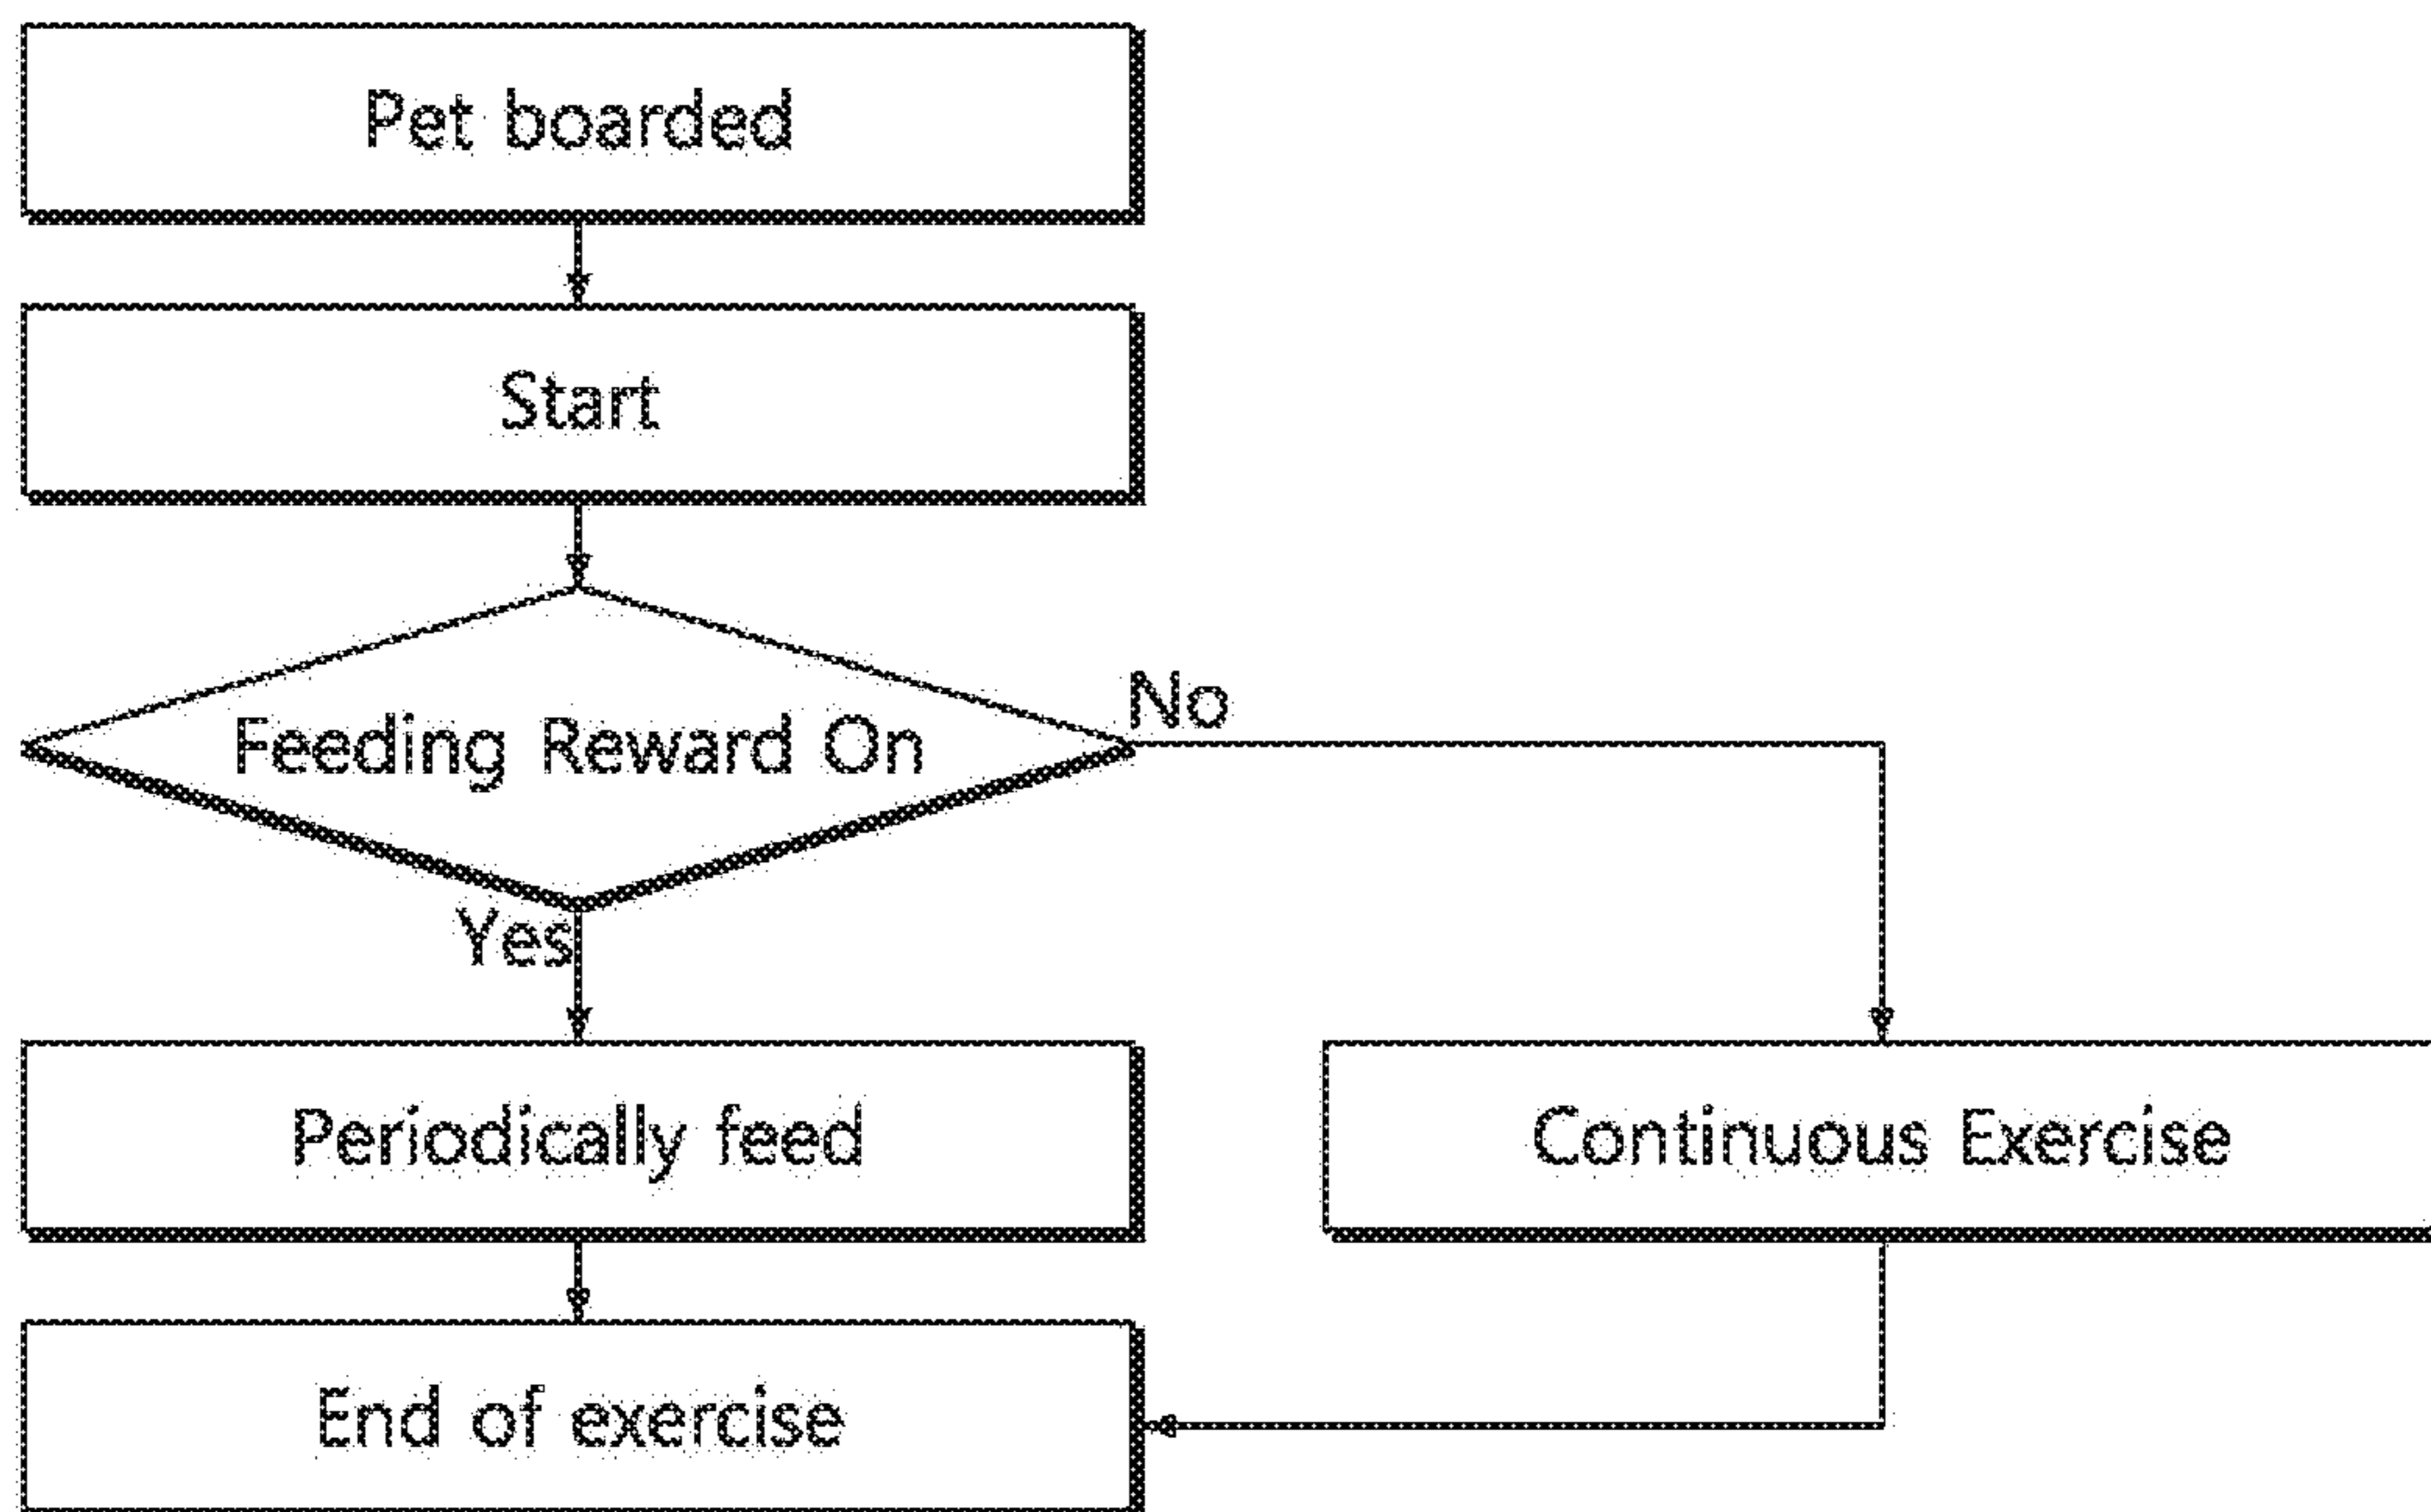 Pet boarded
Start
Feeding Reward On
No
Yes
Periodically feed
Continuous Exercise
End of exercise